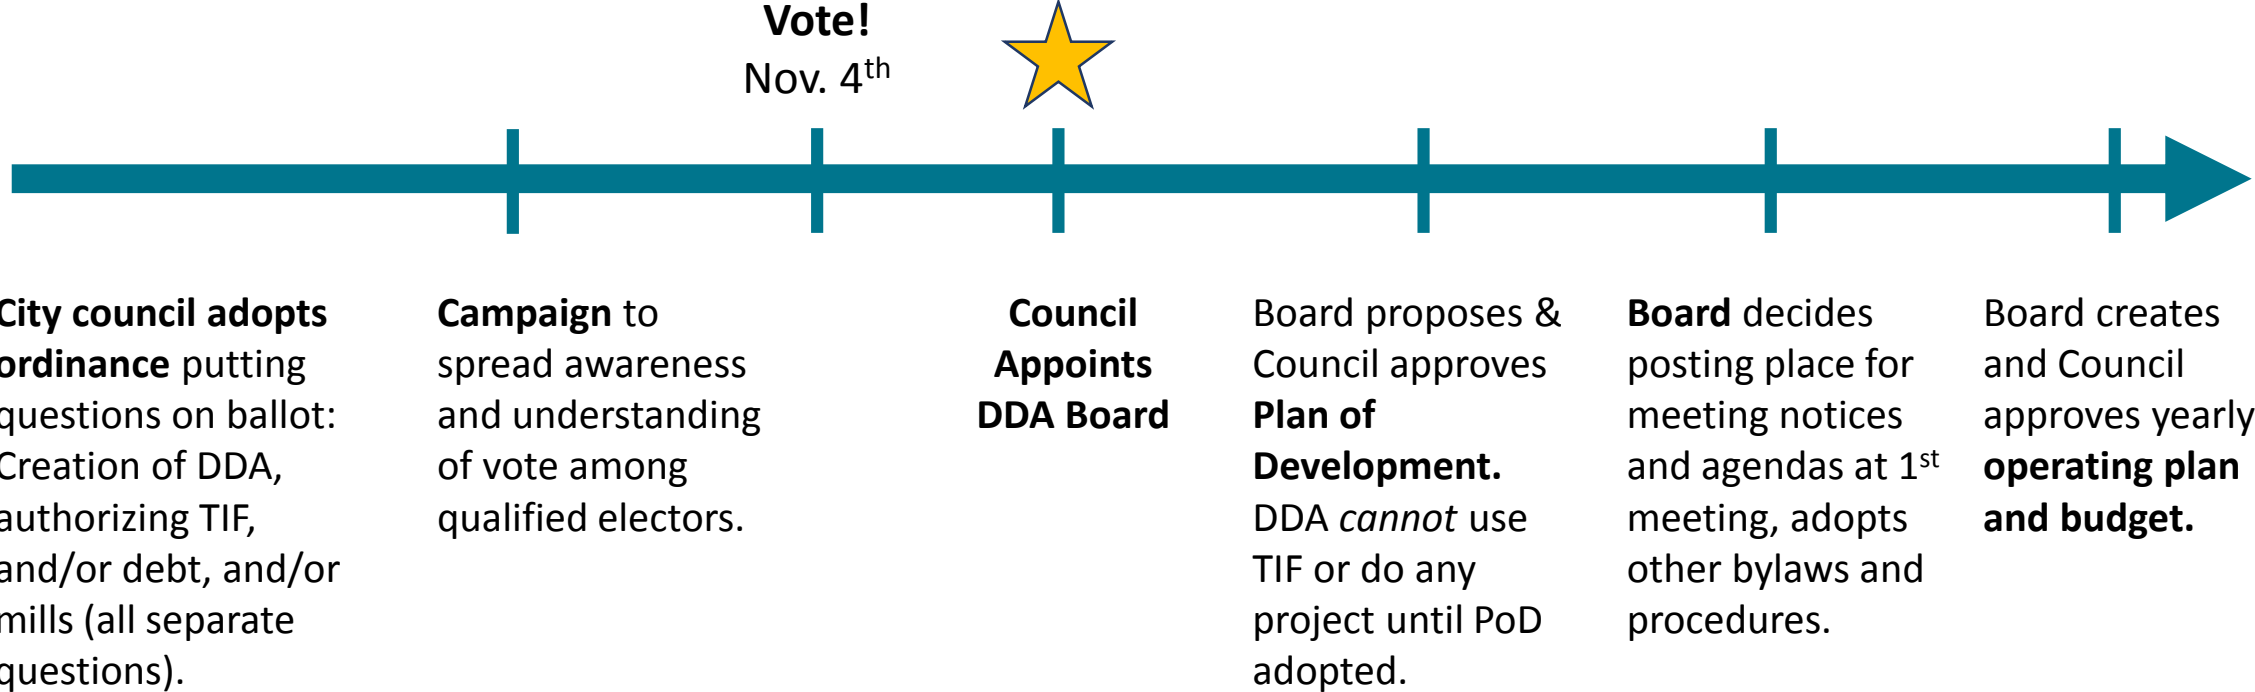 Vote!
Nov. 4th
City council adopts
ordinance putting
questions on ballot:
Creation of DDA,
authorizing TIF,
and/or debt, and/or
mills (all separate
questions).
Campaign to
spread awareness
and understanding
of vote among
qualified electors.
Council
Appoints
DDA Board
Board proposes &
Council approves
Plan of
Development.
DDA cannot use
TIF or do any
project until PoD
adopted.
Board decides
posting place for
meeting notices
and agendas at 1st
meeting, adopts
other bylaws and
procedures.
Board creates
and Council
approves yearly
operating plan
and budget.